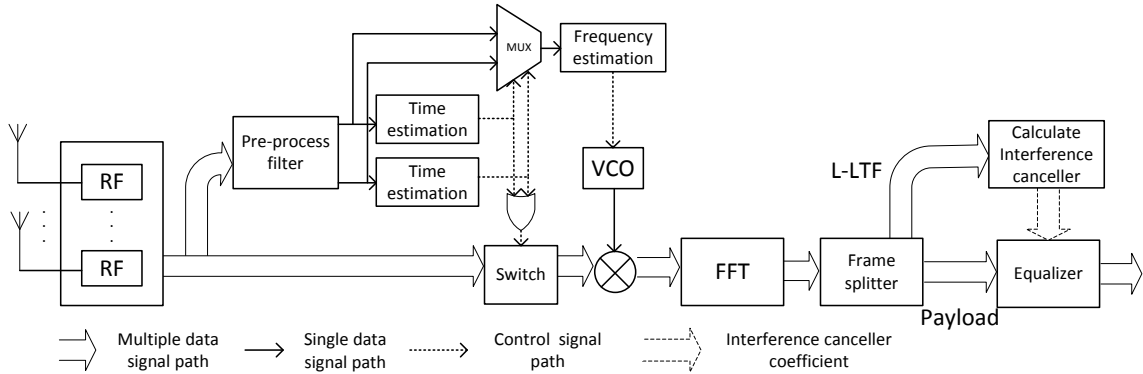 MUX
Frequency
estimation
Time
estimation
Pre-process
filter
Time
estimation
RF
RF
VCO
L-LTF
Calculate
Interference
canceller
Switch
FFT
Frame
splitter
Equalizer
Payload
Multiple data
signal path
Single data
signal path
Control signal
path
Interference canceller
coefficient